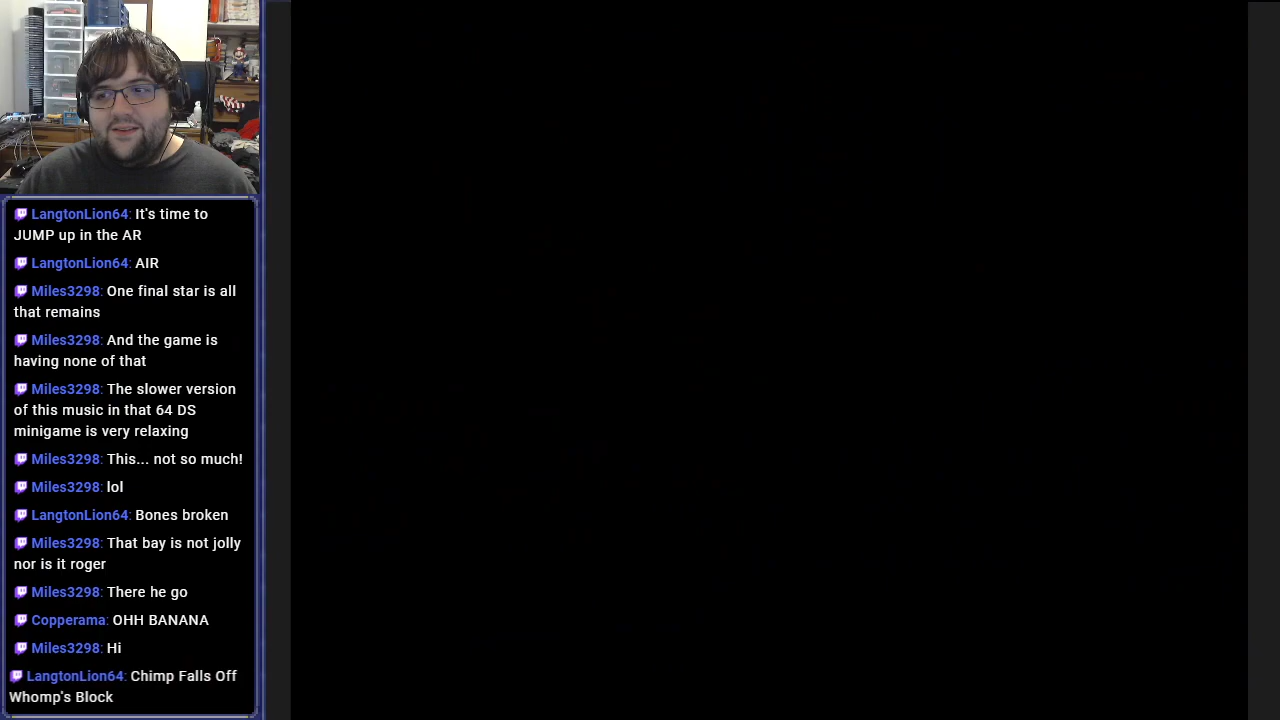 LangtonLion64: It's time to
JUMP up in the AR
LangtonLion64: AIR
Miles3298: One final star is all
that remains
Miles3298: And the game is
having none of that
Miles3298: The slower version
of this music in that 64 DS
minigame is very relaxing
Miles3298: This... not so much!
Miles3298: lol
LangtonLion64: Bones broken
Miles3298: That bay is not jolly
nor is it roger
Miles3298: There he go
Copperama: OHH BANANA
Miles3298: Hi
LangtonLion64: Chimp Falls Off
Whomp's Block